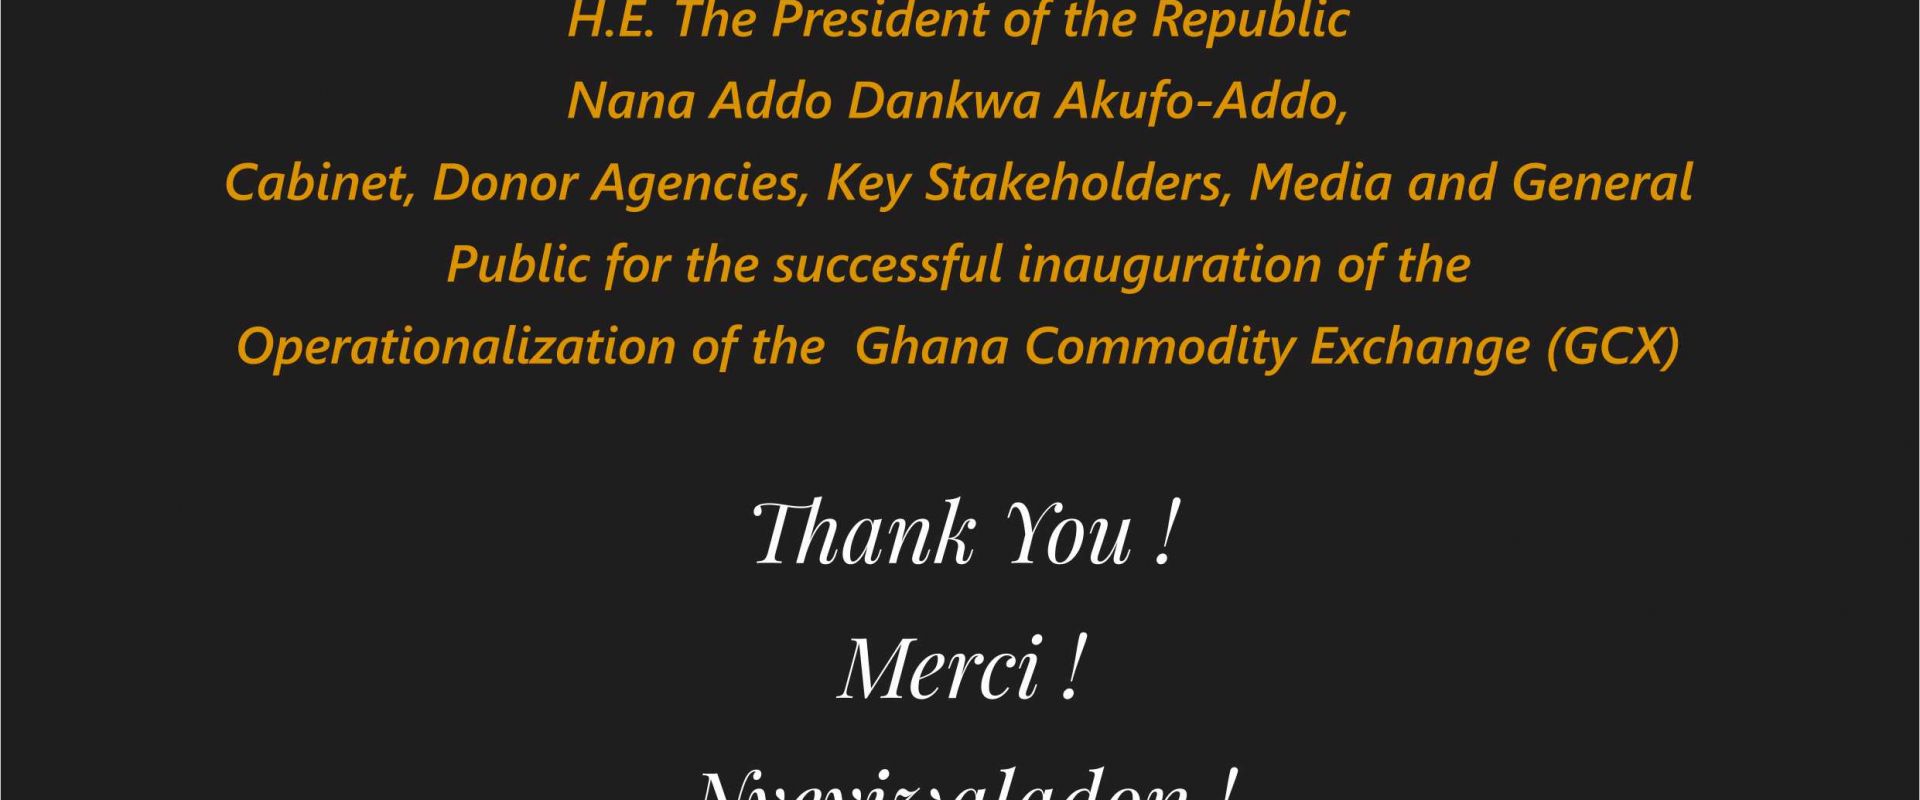 H.E. The President of the Republic
Nana Addo Dankwa Akufo-Addo,
Cabinet, Donor Agencies, Key Stakeholders, Media and General
Public for the successful inauguration of the
Operationalization of the Ghana Commodity Exchange (GCX)
Thank You !
Merci !